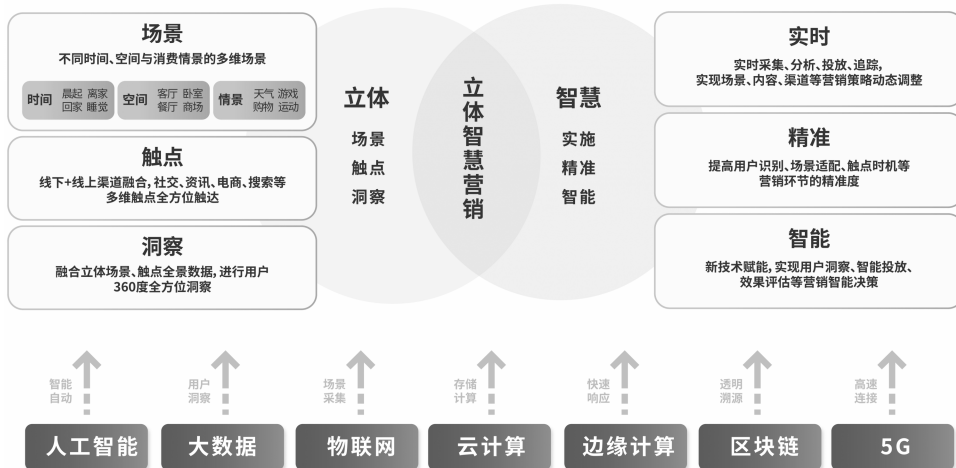 场景
不同时间、空间与消费情景的多维场景
时间
晨起 离家
回家 睡觉
空间
客厅 卧室
餐厅 商场
情景
天气 游戏
购物 运动
触点
线下+线上渠道融合, 社交、资讯、电商、搜索等
多维触点全方位触达
洞察
融合立体场景、触点全景数据, 进行用户
360度全方位洞察
立体
场景
触点
洞察
立体智慧营销
智慧
实施
精准
智能
实时
实时采集、分析、投放、追踪,
实现场景、内容、渠道等营销策略动态调整
精准
提高用户识别、场景适配、触点时机等
营销环节的精准度
智能
新技术赋能, 实现用户洞察、智能投放、
效果评估等营销智能决策
智能
自动
用户
洞察
场景
采集
存储
计算
快速
响应
透明
溯源
高速
连接
人工智能
大数据
物联网
云计算
边缘计算
区块链
5G